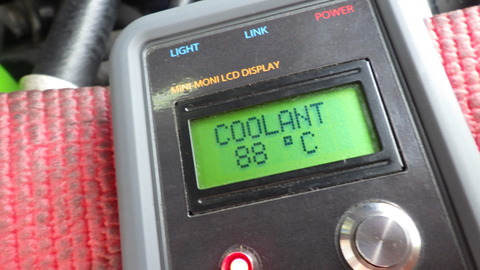 LIGHT LINK POWER
MINI-MONI LCD DISPLAY
COOLANT
88 °C